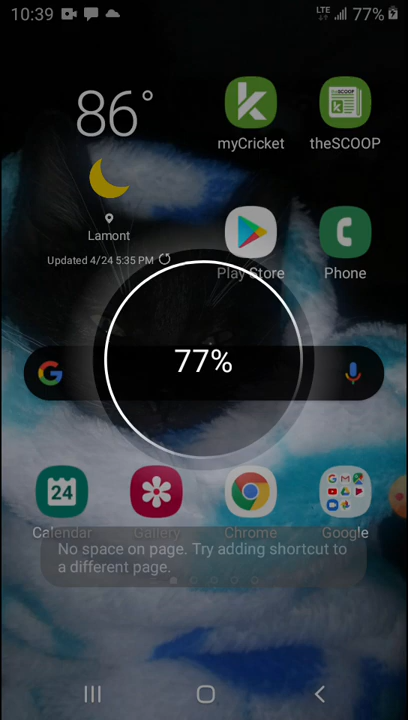 10:39 LTE 77%
86°
Lamont
Updated 4/24 5:35 PM
myCricket theSCOOP
Play Store Phone
77%
24
Calendar Gallery Chrome Google
No space on page. Try adding shortcut to
a different page.